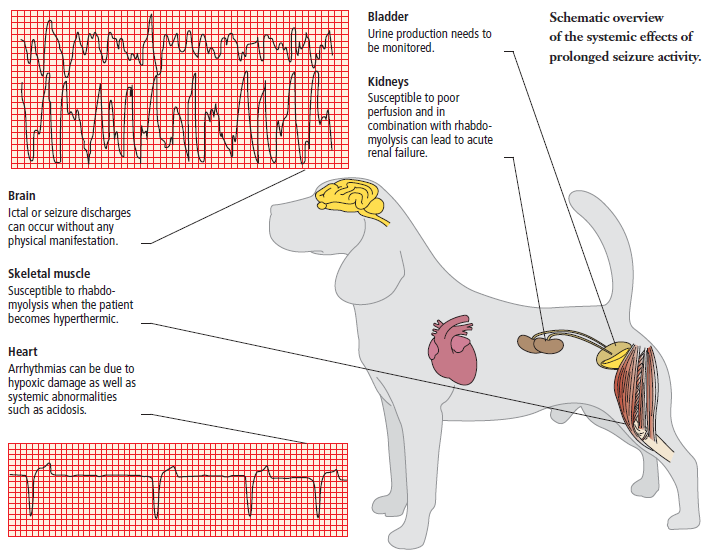 Schematic overview
of the systemic effects of
prolonged seizure activity.
Bladder
Urine production needs to
be monitored.
Kidneys
Susceptible to poor
perfusion and in
combination with rhabdo-
myolysis can lead to acute
renal failure.
Brain
Ictal or seizure discharges
can occur without any
physical manifestation.
Skeletal muscle
Susceptible to rhabdo-
myolysis when the patient
becomes hyperthermic.
Heart
Arrhythmias can be due to
hypoxic damage as well as
systemic abnormalities
such as acidosis.